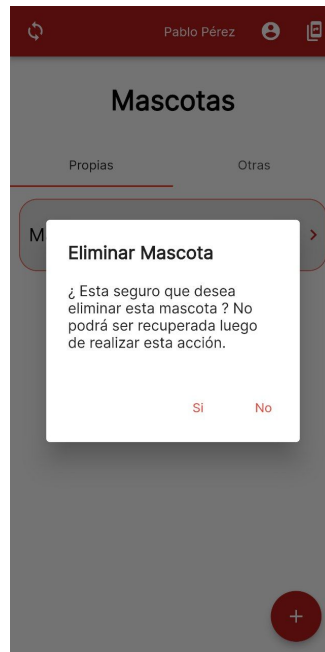 Pablo Pérez
Mascotas
Propias Otras
M
Eliminar Mascota
¿ Esta seguro que desea
eliminar esta mascota ? No
podrá ser recuperada luego
de realizar esta acción.
Si No